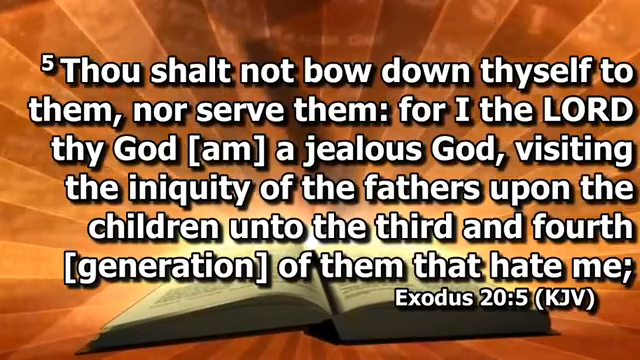 5 Thou shalt not bow down thyself to
them, nor serve them: for I the LORD
thy God [am] a jealous God, visiting
the iniquity of the fathers upon the
children unto the third and fourth
[generation] of them that hate me;
Exodus 20:5 (KJV)